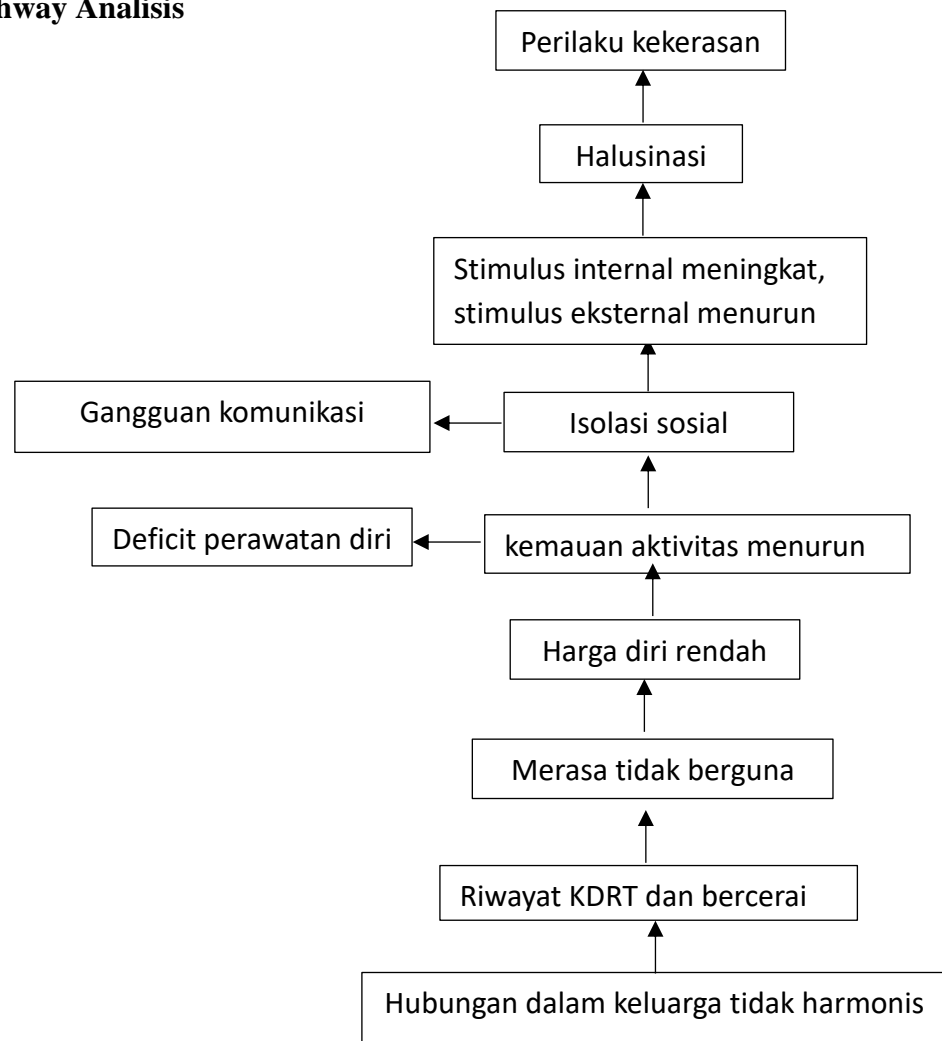 hway Analisis
Perilaku kekerasan
Halusinasi
Stimulus internal meningkat,
stimulus eksternal menurun
Gangguan komunikasi
Isolasi sosial
Deficit perawatan diri
kemauan aktivitas menurun
Harga diri rendah
Merasa tidak berguna
Riwayat KDRT dan bercerai
Hubungan dalam keluarga tidak harmonis